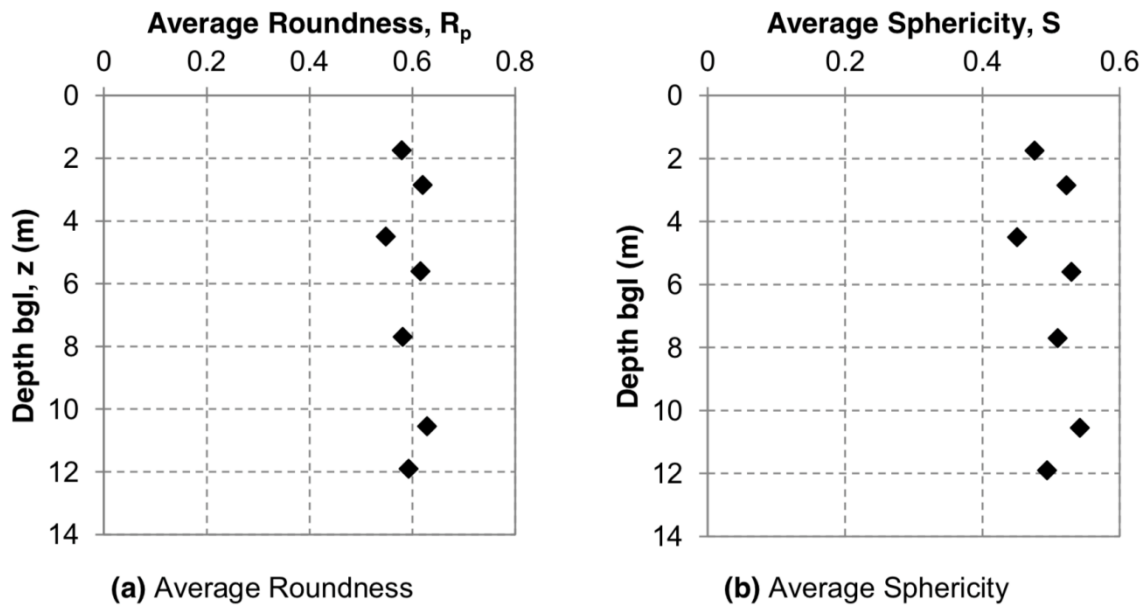 Average Roundness, Rp
0 0.2 0.4 0.6 0.8
0
2
4
6
8
10
12
14
Depth bgl, z (m)
(a) Average Roundness
Average Sphericity, S
0 0.2 0.4 0.6
0
2
4
6
8
10
12
14
Depth bgl (m)
(b) Average Sphericity